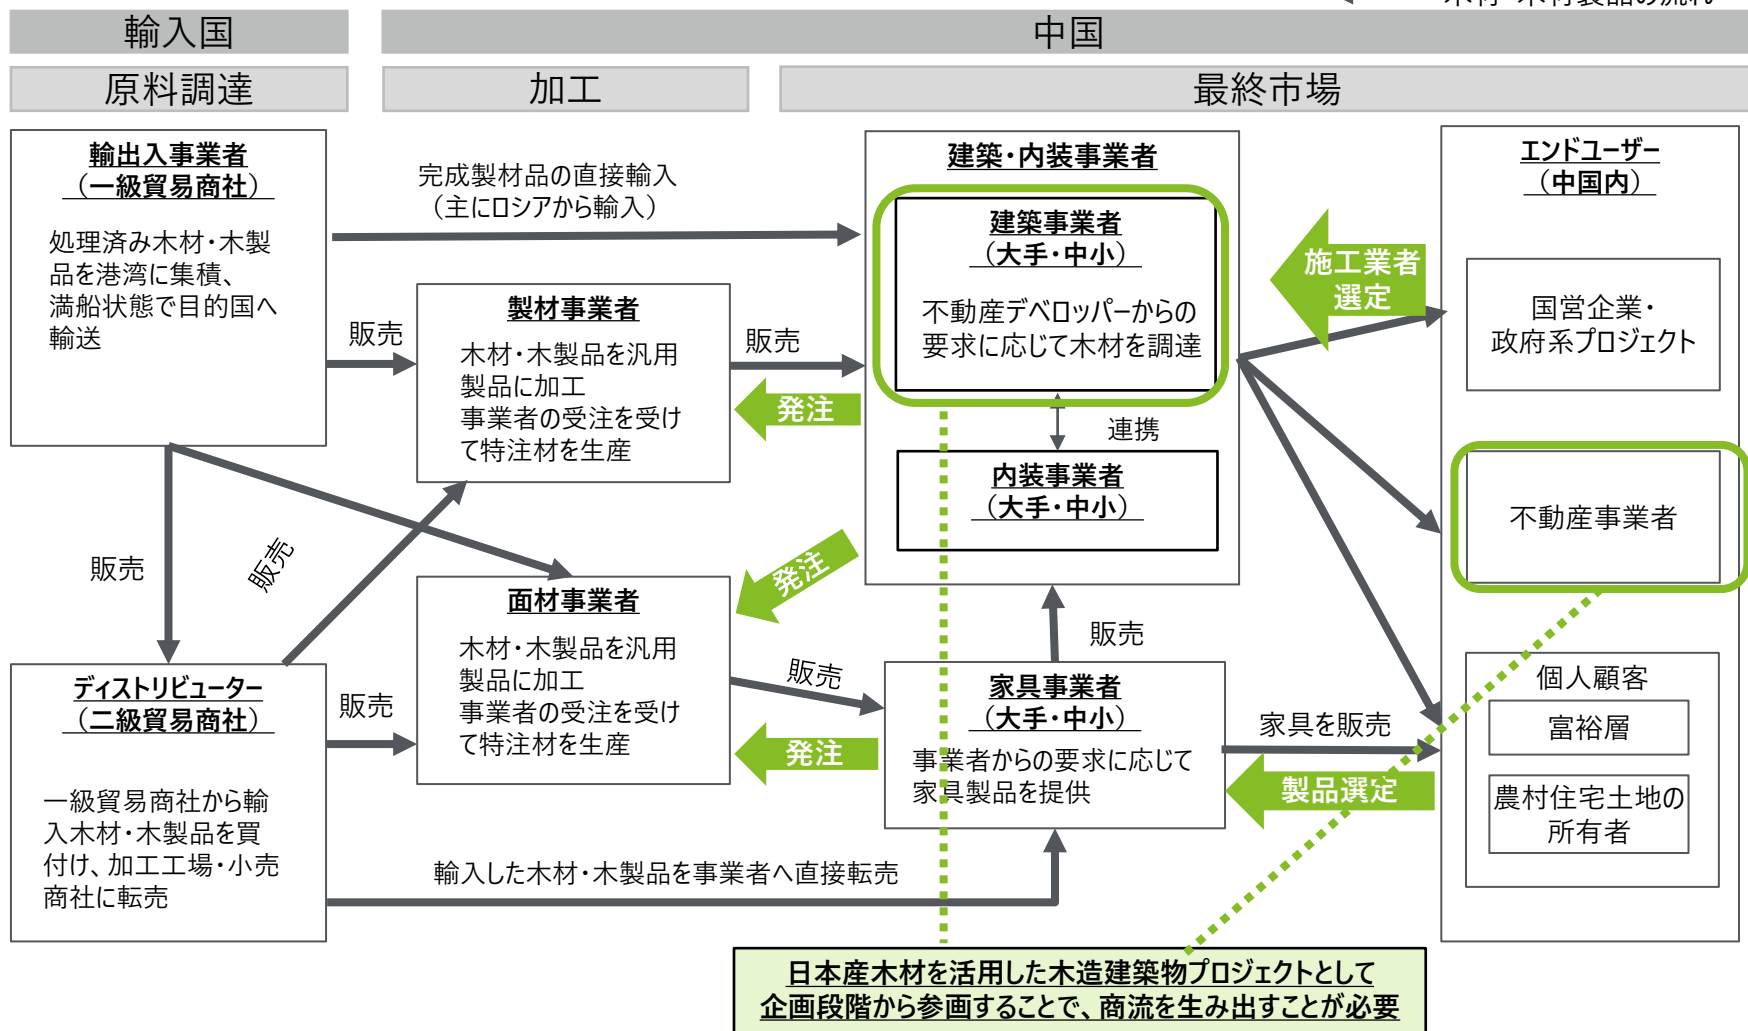 輸入国
中国
原料調達
加工
最終市場
輸出入事業者
（一級貿易商社）
処理済み木材・木製
品を港湾に集積、
満船状態で目的国へ
輸送
完成製材品の直接輸入
（主にロシアから輸入）
販売
製材事業者
木材・木製品を汎用
製品に加工
事業者の受注を受け
て特注材を生産
販売
発注
建築・内装事業者
建築事業者
（大手・中小）
不動産デベロッパーからの
要求に応じて木材を調達
連携
内装事業者
（大手・中小）
施工業者
選定
エンドユーザー
（中国内）
国営企業・
政府系プロジェクト
不動産事業者
販売
販売
発注
面材事業者
木材・木製品を汎用
製品に加工
事業者の受注を受け
て特注材を生産
販売
発注
販売
家具事業者
（大手・中小）
事業者からの要求に応じて
家具製品を提供
家具を販売
製品選定
個人顧客
富裕層
農村住宅土地の
所有者
ディストリビューター
（二級貿易商社）
一級貿易商社から輸
入木材・木製品を買
付け、加工工場・小売
商社に転売
販売
輸入した木材・木製品を事業者へ直接転売
日本産木材を活用した木造建築物プロジェクトとして
企画段階から参画することで、商流を生み出すことが必要